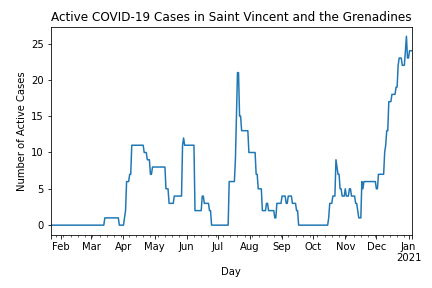 Active COVID-19 Cases in Saint Vincent and the Grenadines
Number of Active Cases
25
20
15
10
5
0
Feb Mar Apr May Jun Jul Aug Sep Oct Nov Dec Jan
2021
Day